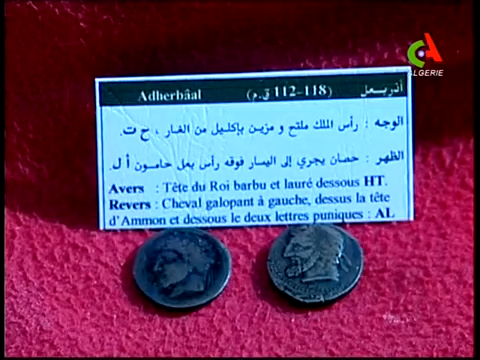 ALGERIE
Adherbâal (118-112 ق.م) أذربعل
الوجه : رأس الملك ملتح و مزين بإكليل من الغار ، ح ت.
الظهر : حصان يجري إلى اليسار فوقه رأس بعل حامون أ ل.
Avers : Tête du Roi barbu et lauré dessous HT.
Revers : Cheval galopant à gauche, dessus la tête
d'Ammon et dessous le deux lettres puniques : AL